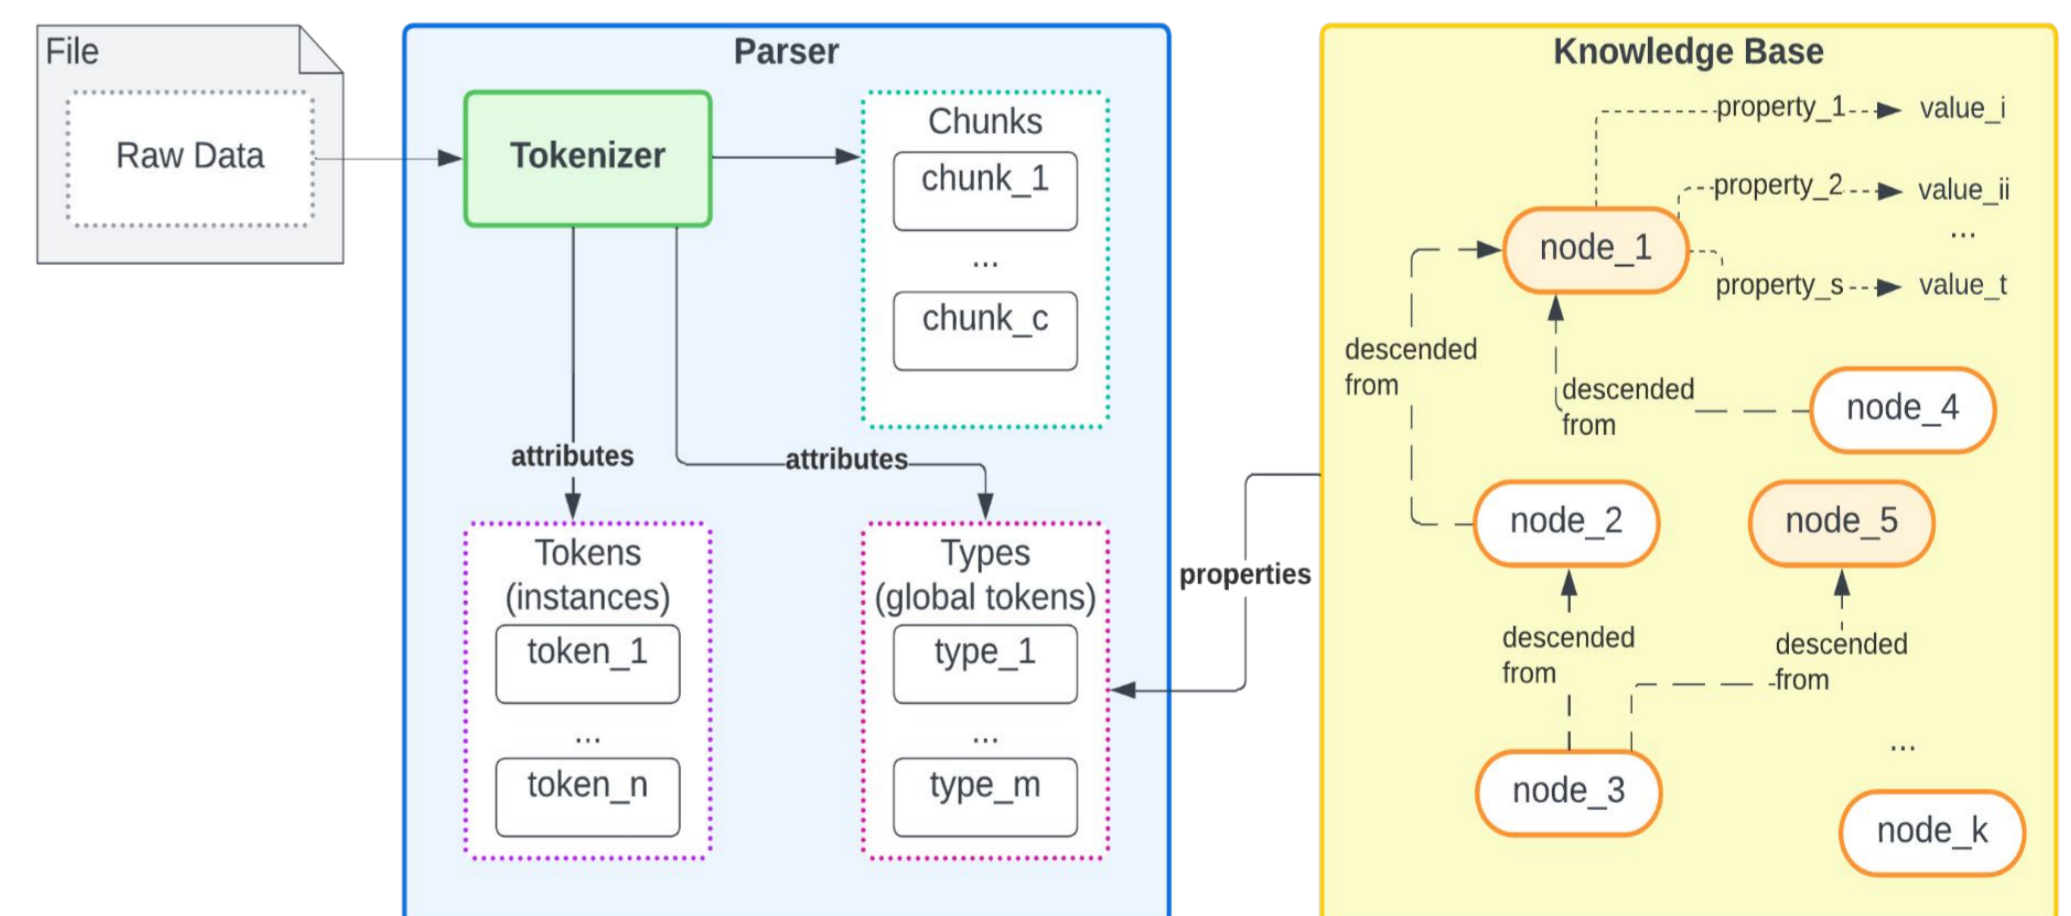 File
Raw Data
Parser
Tokenizer
Chunks
chunk_1
...
chunk_c
attributes
attributes
Tokens
(instances)
token_1
...
token_n
Types
(global tokens)
type_1
...
type_m
properties
Knowledge Base
property_1
value_i
property_2
value_ii
...
property_s
value_t
node_1
descended
from
descended
from
node_4
node_2
node_5
descended
from
descended
from
node_3
...
node_k